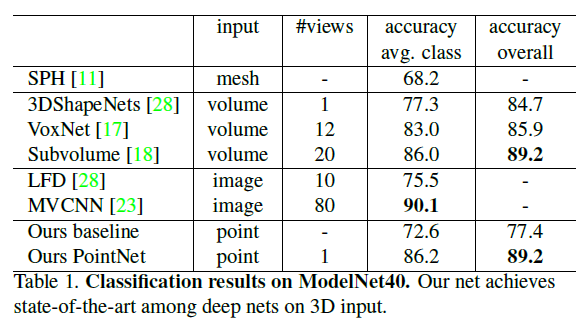 input #views accuracy accuracy
avg. class overall
SPH [11] mesh - 68.2 -
3DShapeNets [28] volume 1 77.3 84.7
VoxNet [17] volume 12 83.0 85.9
Subvolume [18] volume 20 86.0 89.2
LFD [28] image 10 75.5 -
MVCNN [23] image 80 90.1 -
Ours baseline point - 72.6 77.4
Ours PointNet point 1 86.2 89.2
Table 1. Classification results on ModelNet40. Our net achieves
state-of-the-art among deep nets on 3D input.